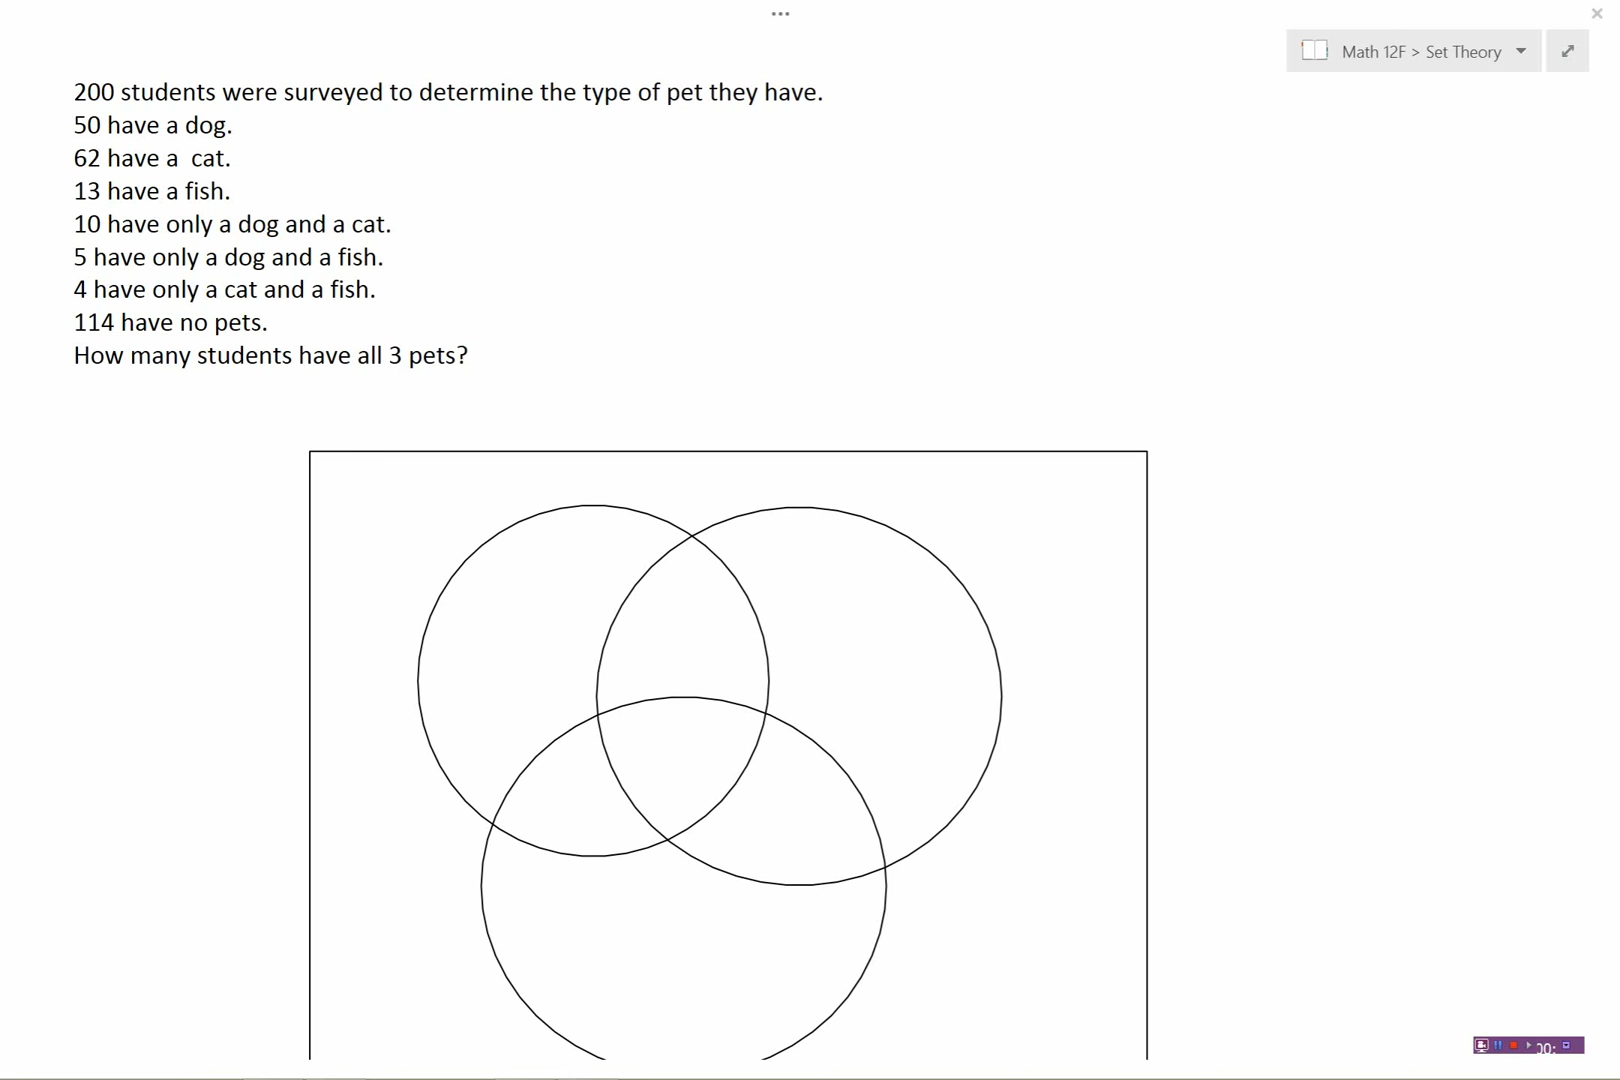 ...
Math 12F > Set Theory
200 students were surveyed to determine the type of pet they have.
50 have a dog.
62 have a  cat.
13 have a fish.
10 have only a dog and a cat.
5 have only a dog and a fish.
4 have only a cat and a fish.
114 have no pets.
How many students have all 3 pets?
00: